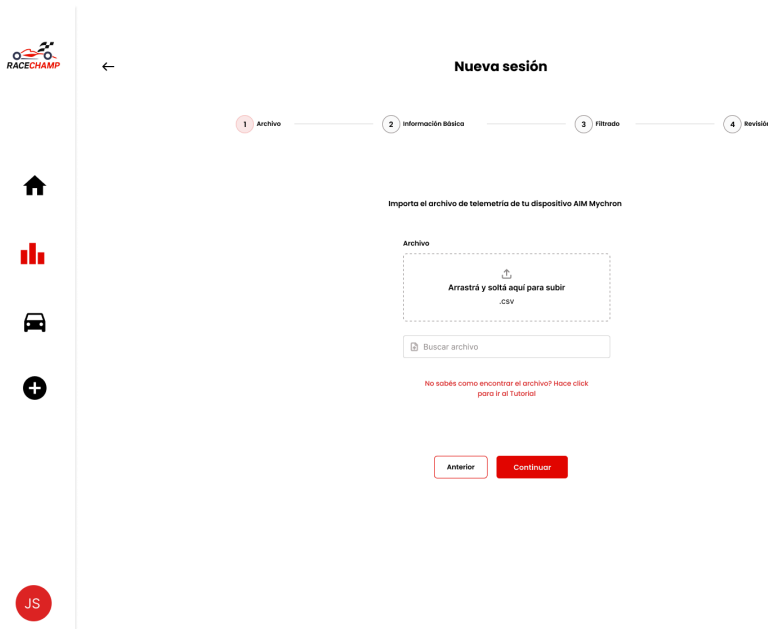 RACECHAMP
Nueva sesión
1 Archivo
2 Información Básica
3 Filtrado
4 Revisión
Importa el archivo de telemetría de tu dispositivo AIM Mychron
Archivo
Arrastrá y soltá aquí para subir
.csv
Buscar archivo
No sabés como encontrar el archivo? Hace click
para ir al Tutorial
Anterior
Continuar
JS